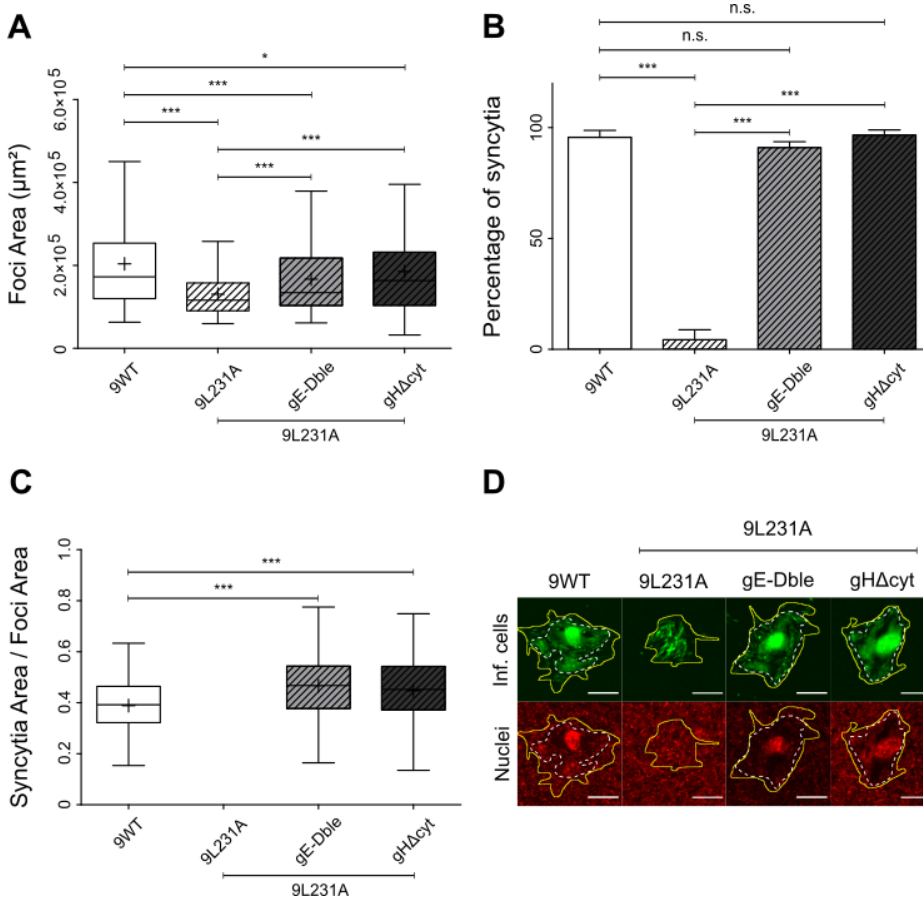 A
*
***
***
***
***
Foci Area (µm²)
6.0×10⁵
4.0×10⁵
2.0×10⁵
0
9WT
9L231A
gE-Dble
gHΔcyt
9L231A
B
n.s.
n.s.
***
***
***
Percentage of syncytia
100
50
0
9WT
9L231A
gE-Dble
gHΔcyt
9L231A
C
***
***
Syncytia Area / Foci Area
1.0
0.8
0.6
0.4
0.2
0
9WT
9L231A
gE-Dble
gHΔcyt
9L231A
D
9L231A
9WT
9L231A
gE-Dble
gHΔcyt
Inf. cells
Nuclei